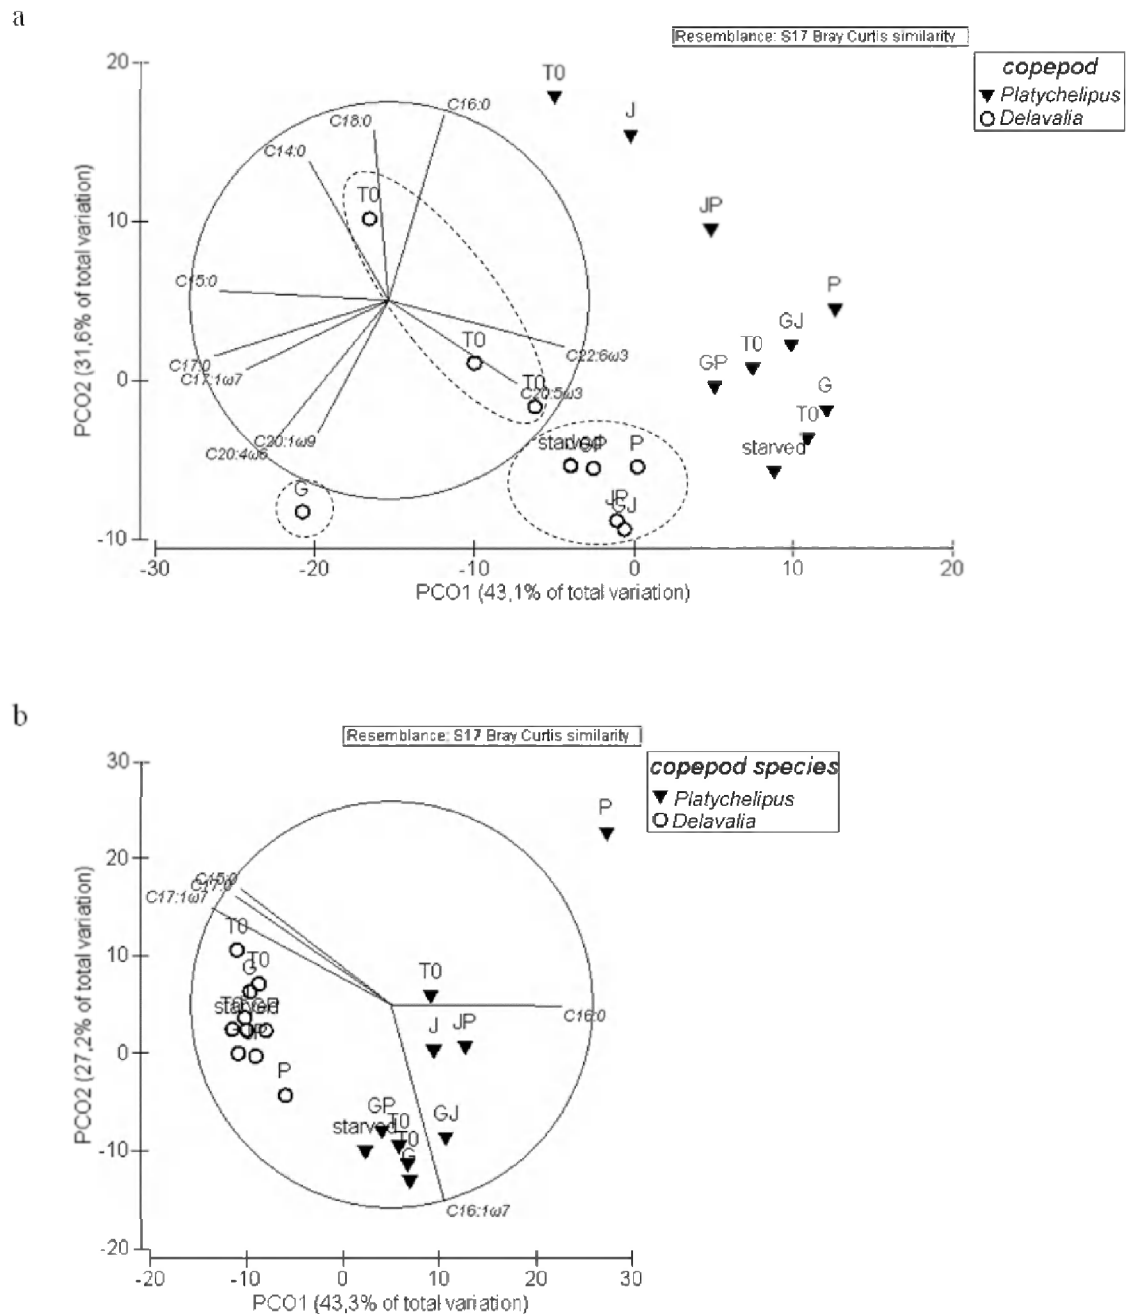 a
Resemblance: S17 Bray Curtis similarity
copepod
Platychelipus
Delavalia
20
10
0
-10
PCO2 (31,6% of total variation)
T0
J
C16:0
C18:0
C14:0
T0
JP
C15:0
P
GJ
T0
C22:6ω3
C17:0
T0
GP
C17:1ω7
T0
C20:5ω3
G
T0
C20:1ω9
C20:4ω6
starved
GP
P
starved
G
JP
GJ
-30
-20
-10
0
10
20
PCO1 (43,1% of total variation)
b
Resemblance: S17 Bray Curtis similarity
copepod species
Platychelipus
Delavalia
30
20
10
0
-10
-20
PCO2 (27,2% of total variation)
P
C15:0
C17:0
C17:1ω7
T0
T0
G
T0
T0
starved
C16:0
J
JP
P
P
GP
GJ
starved
T0
T0
G
C16:1ω7
-20
-10
0
10
20
30
PCO1 (43,3% of total variation)